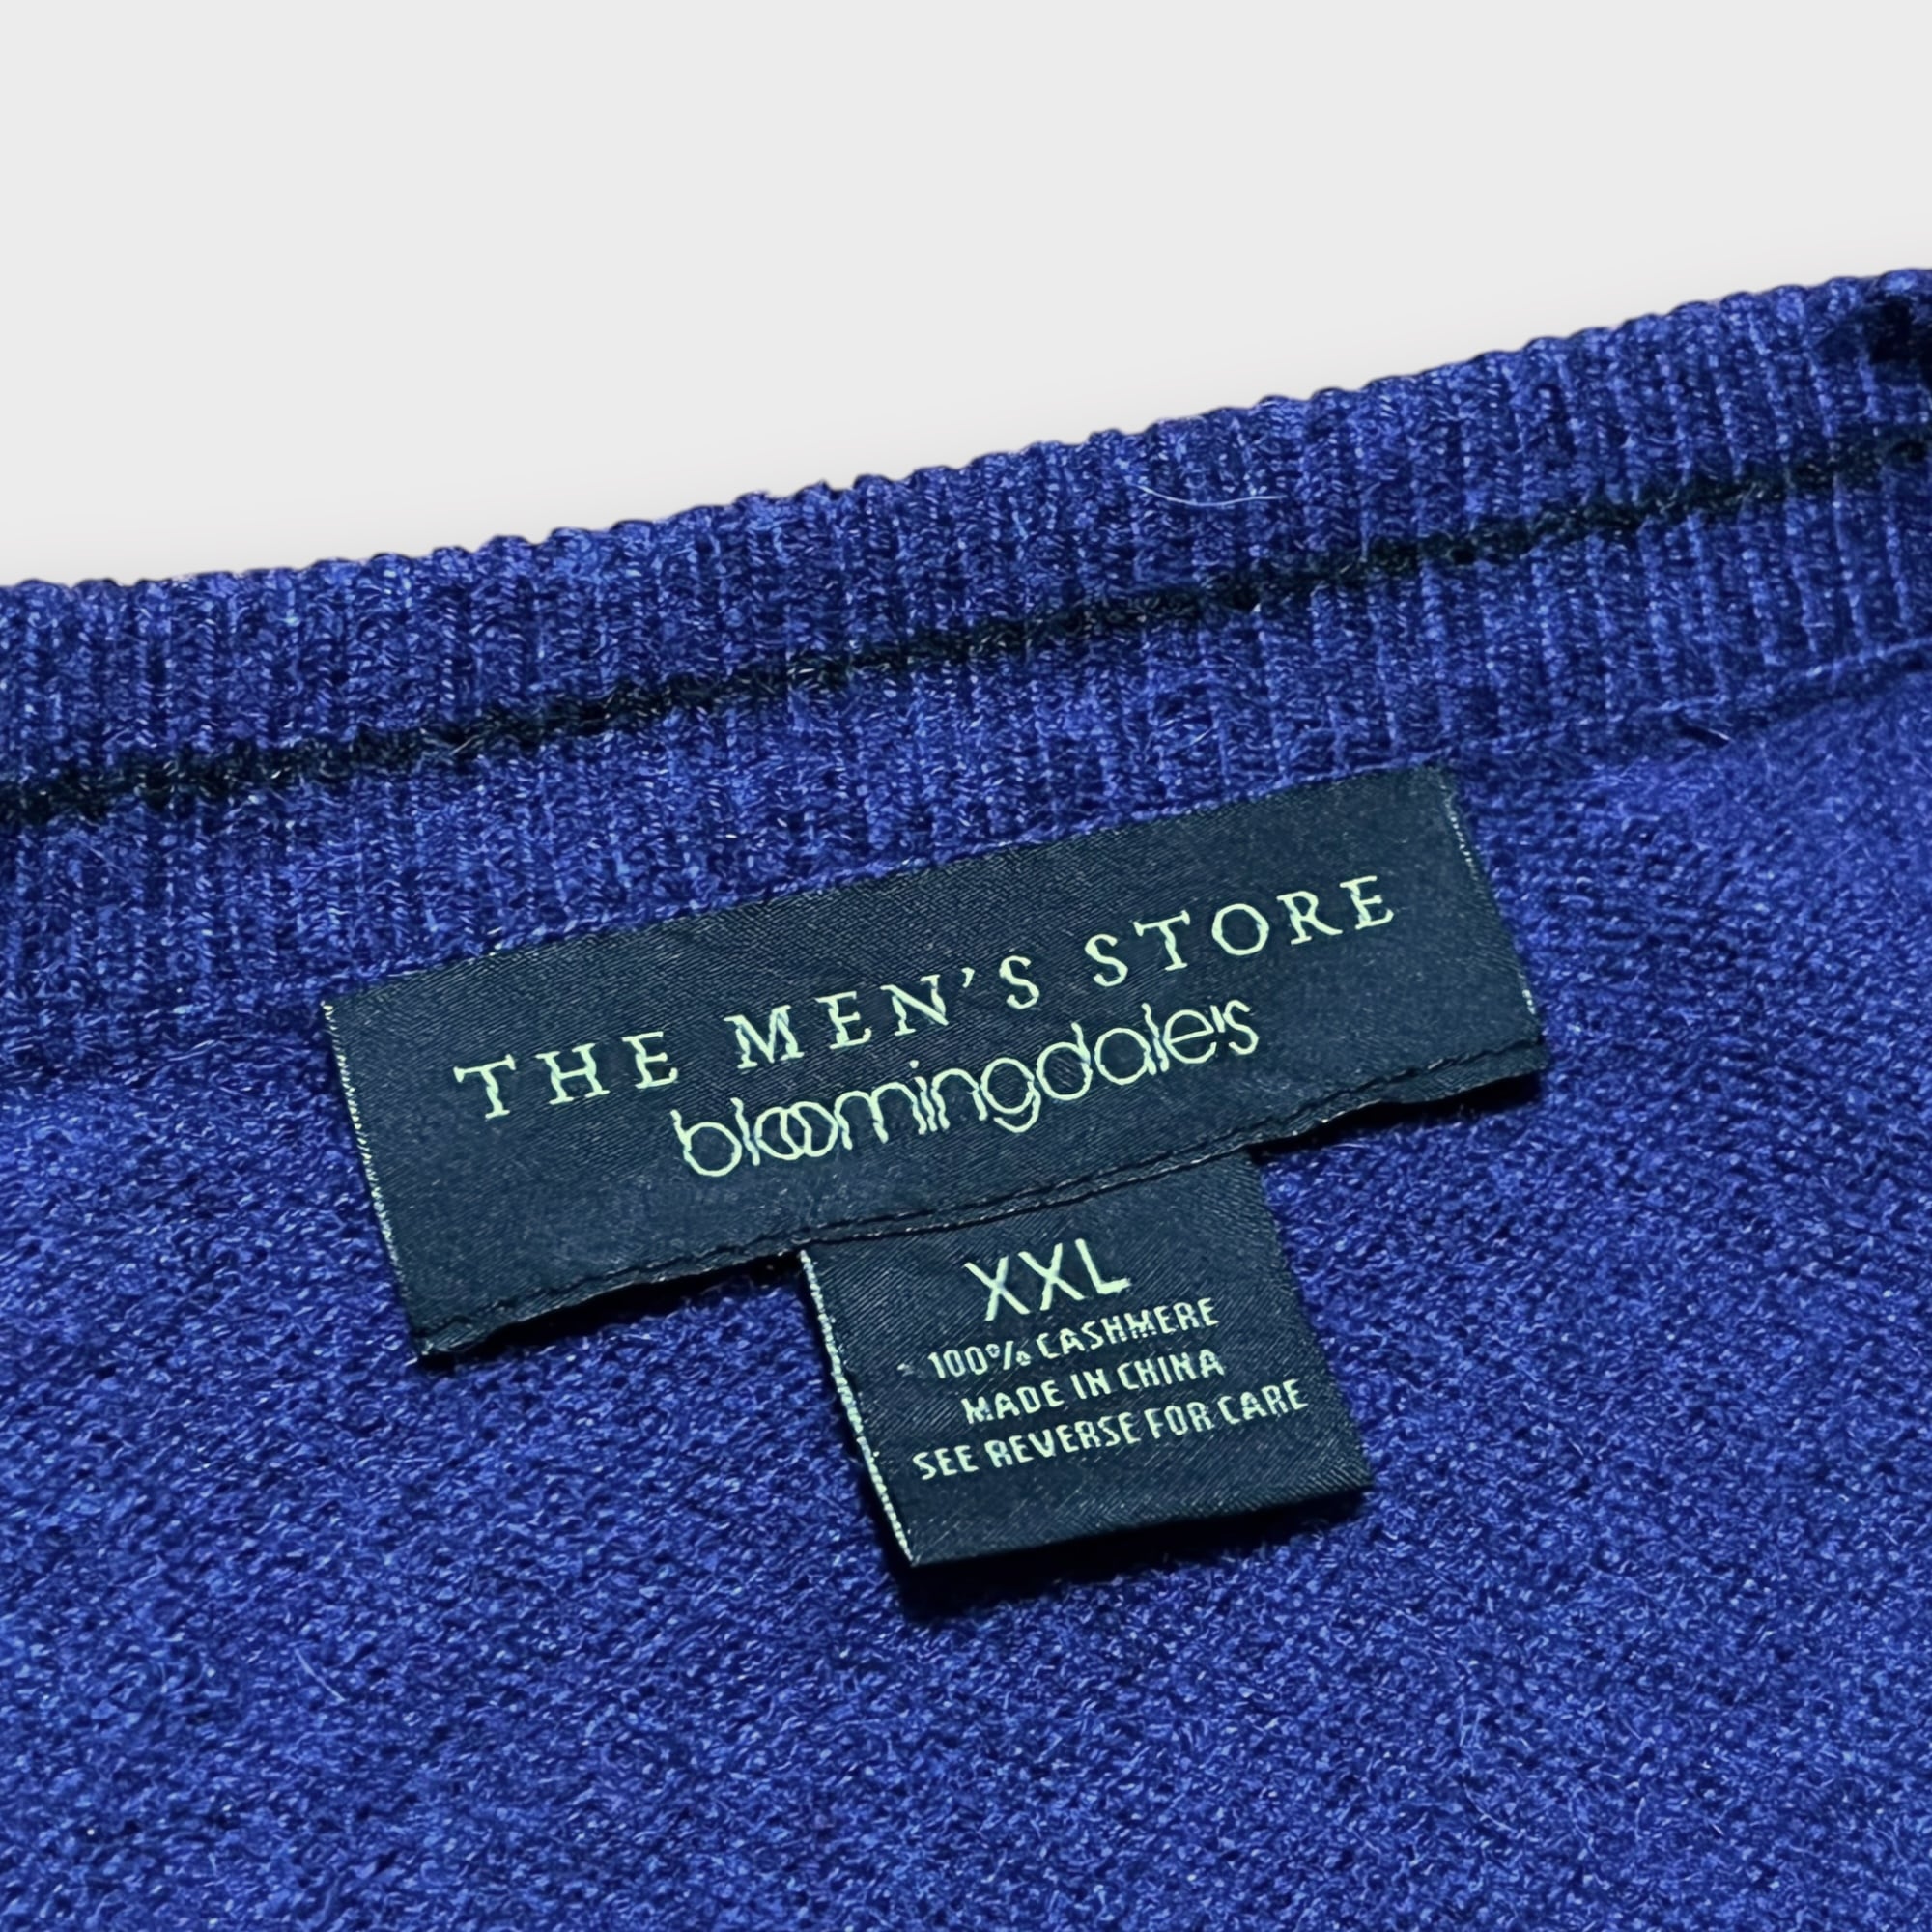 THE MEN'S STORE
bloomingdale's
XXL
100% CASHMERE
MADE IN CHINA
SEE REVERSE FOR CARE